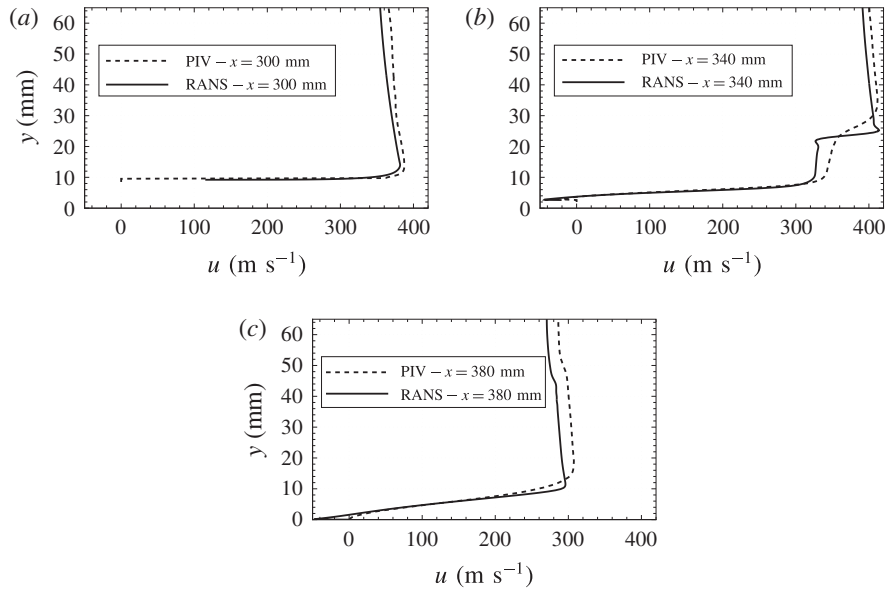 (a)
60
50
40
30
20
10
0
y (mm)
PIV – x = 300 mm
RANS – x = 300 mm
0 100 200 300 400
u (m s−1)
(b)
60
50
40
30
20
10
0
y (mm)
PIV – x = 340 mm
RANS – x = 340 mm
0 100 200 300 400
u (m s−1)
(c)
60
50
40
30
20
10
0
y (mm)
PIV – x = 380 mm
RANS – x = 380 mm
0 100 200 300 400
u (m s−1)